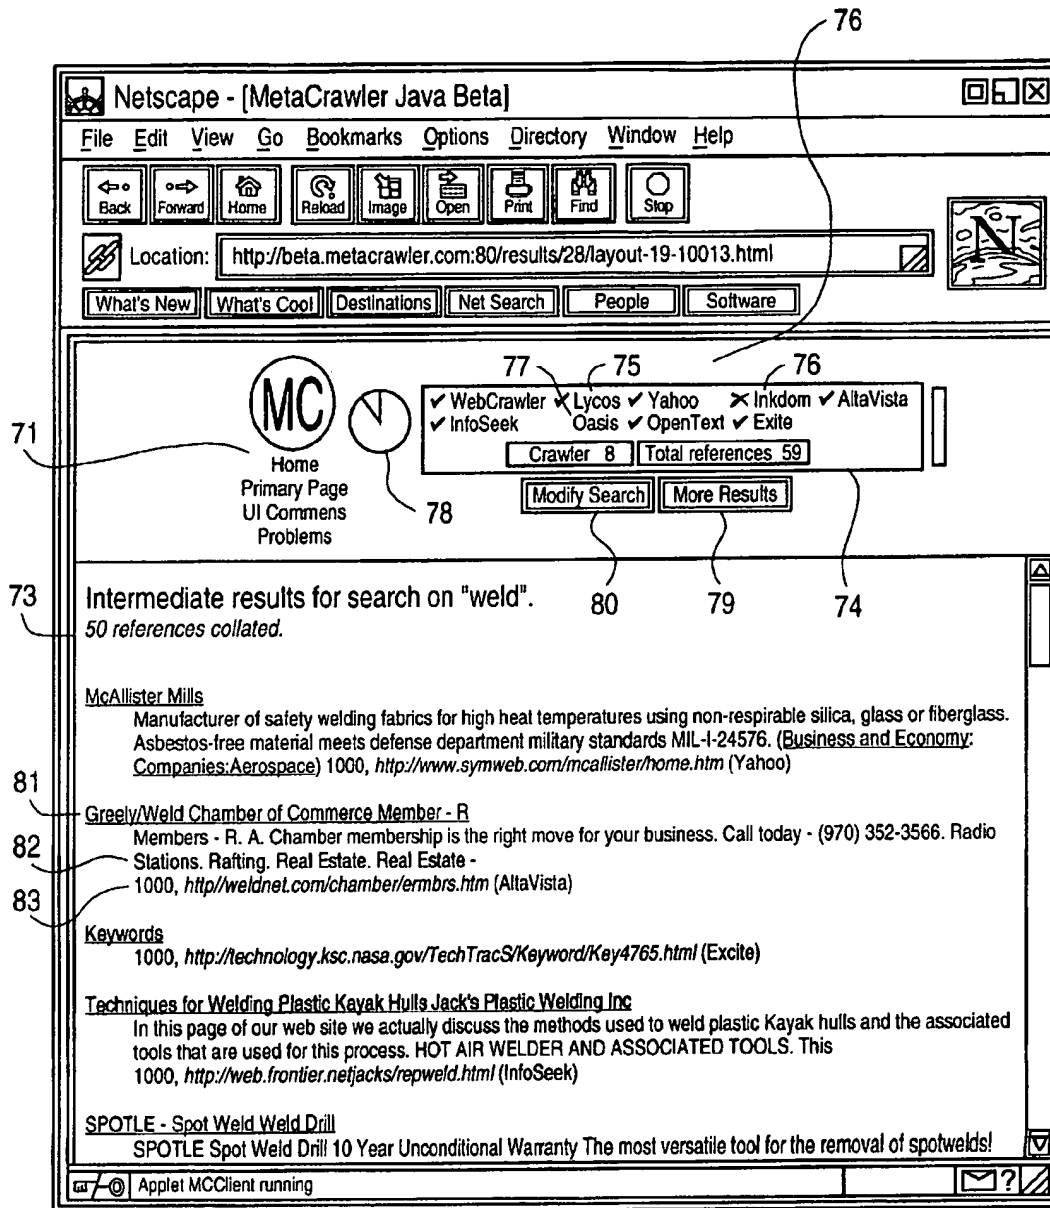 76
Netscape - [MetaCrawler Java Beta]
File Edit View Go Bookmarks Options Directory Window Help
Back Forward Home Reload Image Open Print Find Stop
N
Location: http://beta.metacrawler.com:80/results/28/layout-19-10013.html
What's New What's Cool Destinations Net Search People Software
77 75 76
MC
✔ WebCrawler ✔ Lycos ✔ Yahoo ✕ Inkdom ✔ AltaVista
✔ InfoSeek Oasis ✔ OpenText ✔ Exite
Crawler 8 Total references 59
71
Home
Primary Page
UI Commens
Problems
78
Modify Search More Results
80 79 74
73
Intermediate results for search on "weld".
50 references collated.
McAllister Mills
Manufacturer of safety welding fabrics for high heat temperatures using non-respirable silica, glass or fiberglass.
Asbestos-free material meets defense department military standards MIL-I-24576. (Business and Economy:
Companies:Aerospace) 1000, http://www.symweb.com/mcallister/home.htm (Yahoo)
81
Greely/Weld Chamber of Commerce Member - R
Members - R. A. Chamber membership is the right move for your business. Call today - (970) 352-3566. Radio
82
Stations. Rafting. Real Estate. Real Estate -
83
1000, http//weldnet.com/chamber/ermbrs.htm (AltaVista)
Keywords
1000, http://technology.ksc.nasa.gov/TechTracS/Keyword/Key4765.html (Excite)
Techniques for Welding Plastic Kayak Hulls Jack's Plastic Welding Inc
In this page of our web site we actually discuss the methods used to weld plastic Kayak hulls and the associated
tools that are used for this process. HOT AIR WELDER AND ASSOCIATED TOOLS. This
1000, http://web.frontier.netjacks/repweld.html (InfoSeek)
SPOTLE - Spot Weld Weld Drill
SPOTLE Spot Weld Drill 10 Year Unconditional Warranty The most versatile tool for the removal of spotwelds!
Applet MCClient running
?